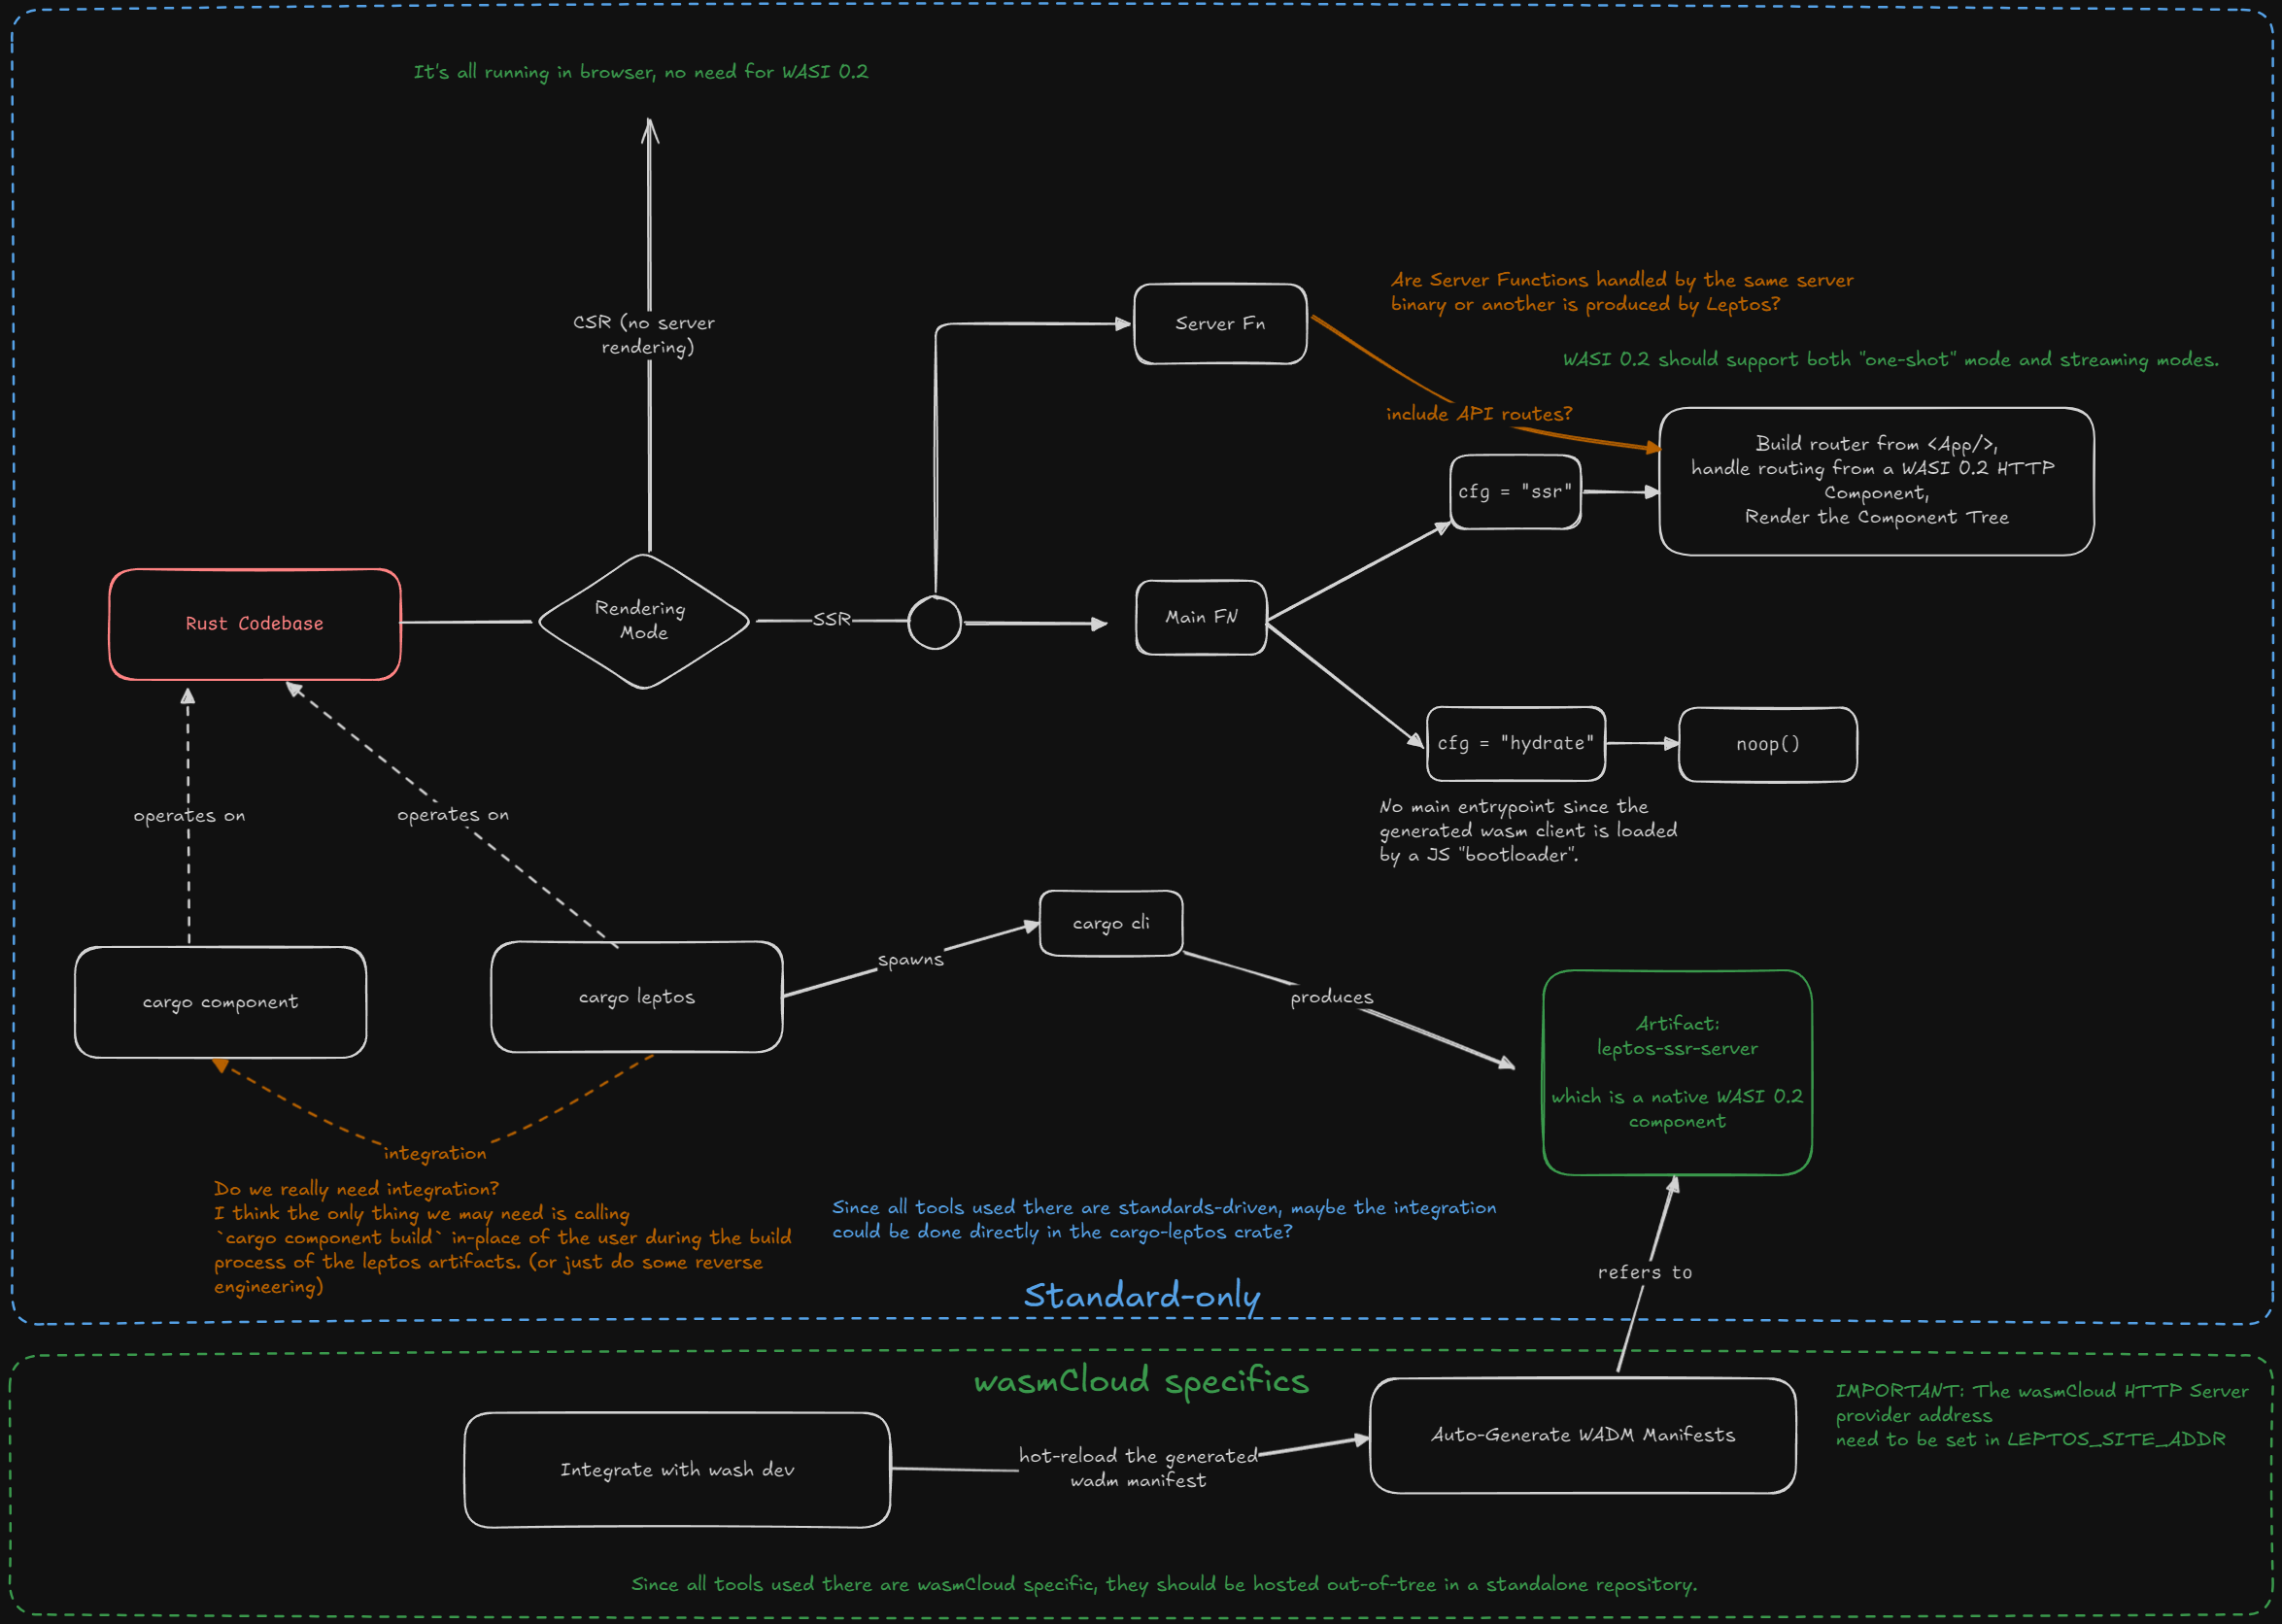 It's all running in browser, no need for WASI 0.2
CSR (no server
rendering)
Server Fn
Are Server Functions handled by the same server
binary or another is produced by Leptos?
WASI 0.2 should support both "one-shot" mode and streaming modes.
include API routes?
cfg = "ssr"
Build router from <App/>,
handle routing from a WASI 0.2 HTTP
Component,
Render the Component Tree
Rust Codebase
Rendering
Mode
SSR
Main FN
cfg = "hydrate"
noop()
No main entrypoint since the
generated wasm client is loaded
by a JS "bootloader".
operates on
operates on
cargo component
cargo leptos
spawns
cargo cli
produces
Artifact:
leptos-ssr-server
which is a native WASI 0.2
component
integration
Do we really need integration?
I think the only thing we may need is calling
`cargo component build` in-place of the user during the build
process of the leptos artifacts. (or just do some reverse
engineering)
Since all tools used there are standards-driven, maybe the integration
could be done directly in the cargo-leptos crate?
refers to
Standard-only
wasmCloud specifics
Integrate with wash dev
hot-reload the generated
wadm manifest
Auto-Generate WADM Manifests
IMPORTANT: The wasmCloud HTTP Server
provider address
need to be set in LEPTOS_SITE_ADDR
Since all tools used there are wasmCloud specific, they should be hosted out-of-tree in a standalone repository.